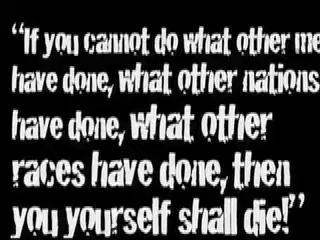 “If you cannot do what other me
have done, what other nations
have done, what other
races have done, then
you yourself shall die!”